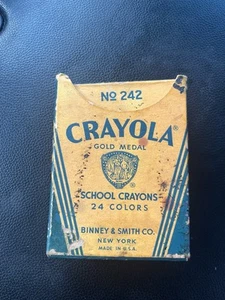 No 242
CRAYOLA®
GOLD MEDAL
"SCHOOL CRAYONS"
24 COLORS
BINNEY & SMITH CO.
NEW YORK
MADE IN U.S.A.